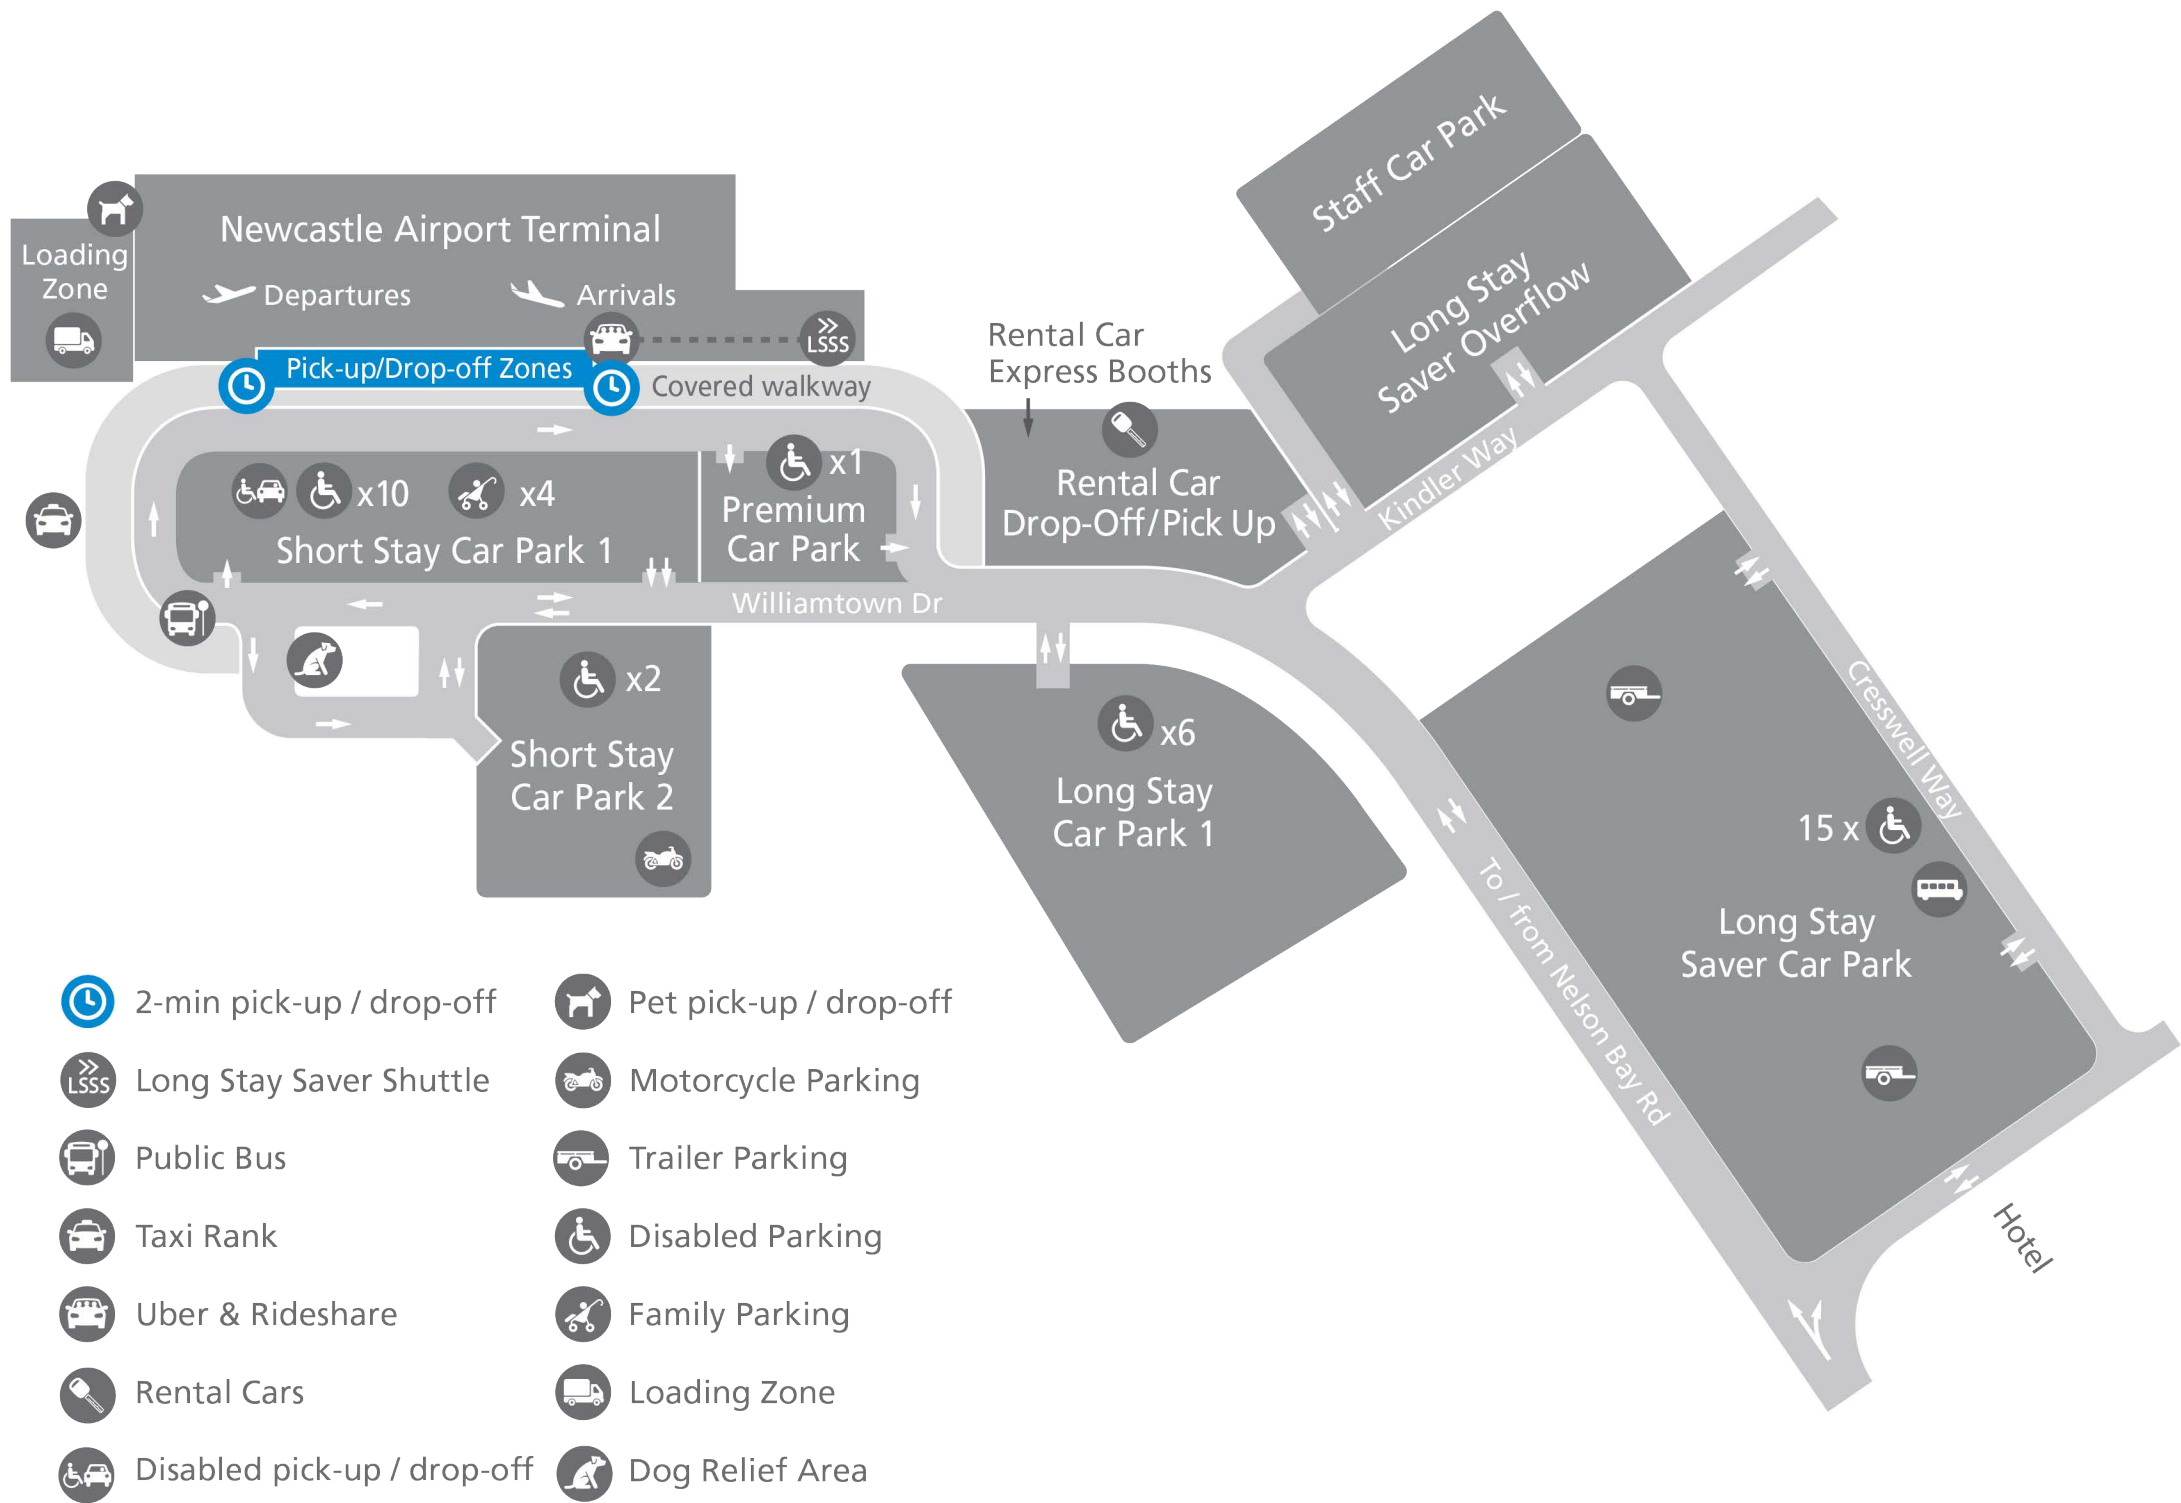 Staff Car Park
Newcastle Airport Terminal
Loading
Zone
Departures
Arrivals
LSSS
Pick-up/Drop-off Zones
Covered walkway
Rental Car
Express Booths
Long Stay
Saver Overflow
Kindler Way
Rental Car
Drop-Off/Pick Up
x10
x4
Short Stay Car Park 1
x1
Premium
Car Park
Williamtown Dr
x2
Short Stay
Car Park 2
x6
Long Stay
Car Park 1
Cresswell Way
15 x
Long Stay
Saver Car Park
To / from Nelson Bay Rd
Hotel
2-min pick-up / drop-off
LSSS Long Stay Saver Shuttle
Public Bus
Taxi Rank
Uber & Rideshare
Rental Cars
Disabled pick-up / drop-off
Pet pick-up / drop-off
Motorcycle Parking
Trailer Parking
Disabled Parking
Family Parking
Loading Zone
Dog Relief Area